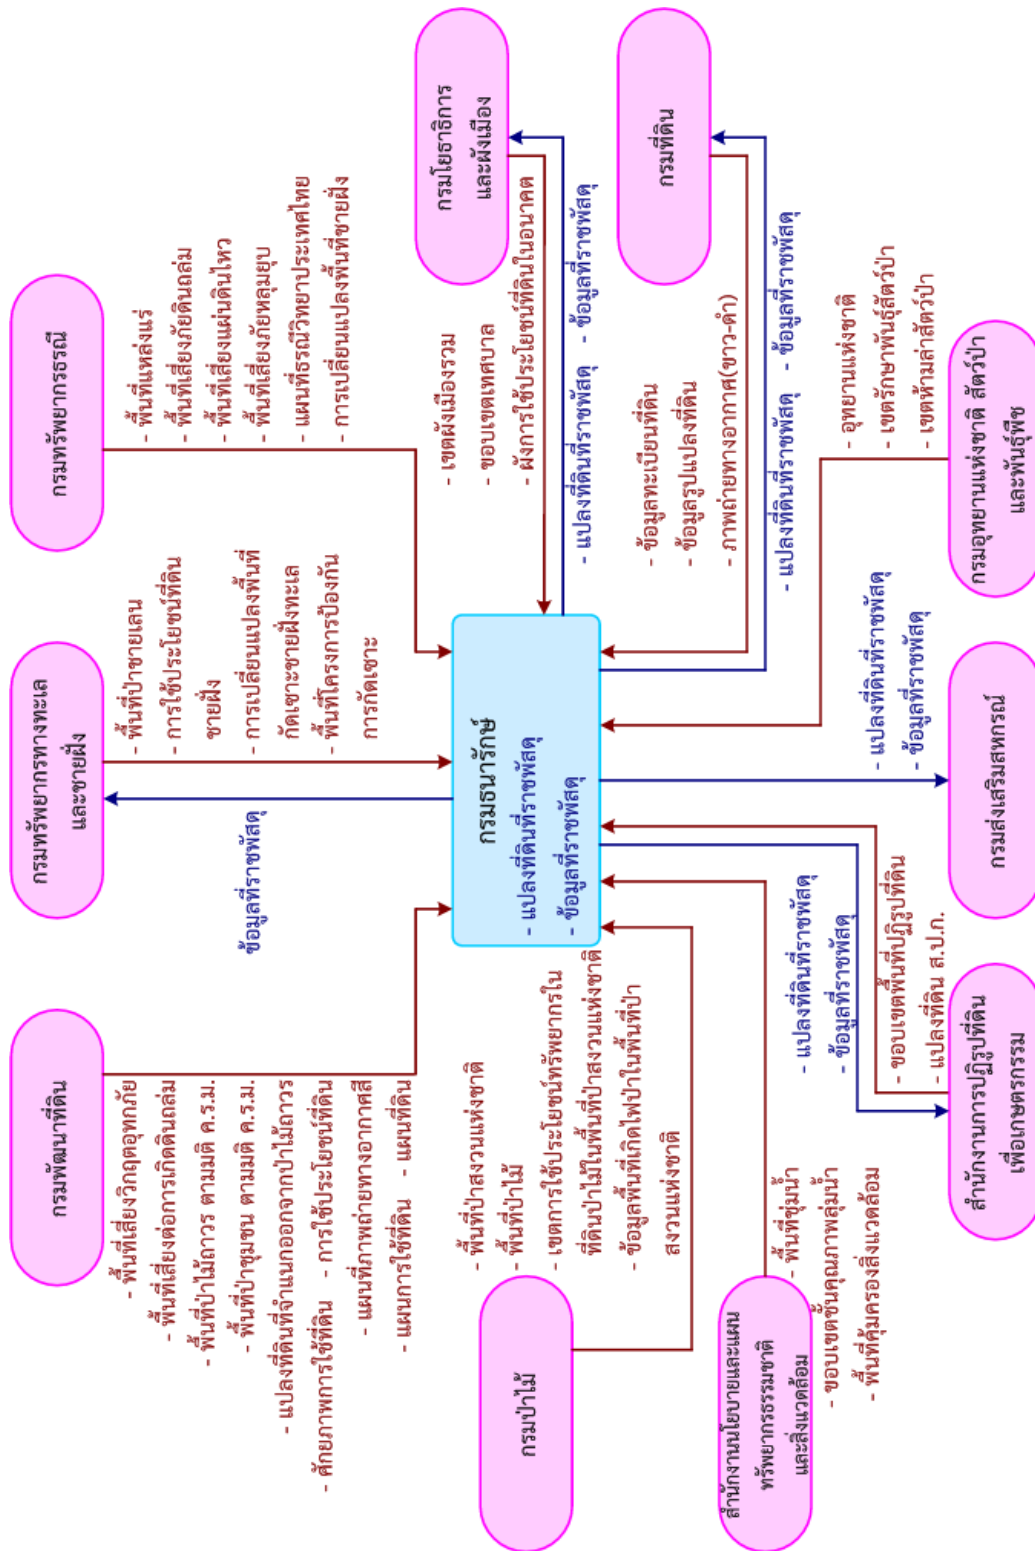 กรมพัฒนาที่ดิน
- พื้นที่เสี่ยงวิกฤตอุทกภัย
- พื้นที่เสี่ยงต่อการเกิดดินถล่ม
- พื้นที่ป่าไม้ถาวร ตามมติ ค.ร.ม.
- พื้นที่ป่าชุมชน ตามมติ ค.ร.ม.
- แปลงที่ดินที่จำแนกออกจากป่าไม้ถาวร
- ศักยภาพการใช้ที่ดิน - การใช้ประโยชน์ที่ดิน
- แผนที่ภาพถ่ายทางอากาศสี
- แผนการใช้ที่ดิน - แผนที่ดิน
กรมทรัพยากรทางทะเล
และชายฝั่ง
ข้อมูลที่ราชพัสดุ
- พื้นที่ป่าชายเลน
- การใช้ประโยชน์ที่ดิน
ชายฝั่ง
- การเปลี่ยนแปลงพื้นที่
กัดเซาะชายฝั่งทะเล
- พื้นที่โครงการป้องกัน
การกัดเซาะ
กรมทรัพยากรธรณี
- พื้นที่แหล่งแร่
- พื้นที่เสี่ยงภัยดินถล่ม
- พื้นที่เสี่ยงแผ่นดินไหว
- พื้นที่เสี่ยงภัยหลุมยุบ
- แผนที่ธรณีวิทยาประเทศไทย
- การเปลี่ยนแปลงพื้นที่ชายฝั่ง
กรมโยธาธิการ
และผังเมือง
- เขตผังเมืองรวม
- ขอบเขตเทศบาล
- ผังการใช้ประโยชน์ที่ดินในอนาคต
- แปลงที่ดินที่ราชพัสดุ - ข้อมูลที่ราชพัสดุ
กรมธนารักษ์
- แปลงที่ดินที่ราชพัสดุ
- ข้อมูลที่ราชพัสดุ
กรมป่าไม้
- พื้นที่ป่าสงวนแห่งชาติ
- พื้นที่ป่าไม้
- เขตการใช้ประโยชน์ทรัพยากรใน
ที่ดินป่าไม้ในพื้นที่ป่าสงวนแห่งชาติ
- ข้อมูลพื้นที่เกิดไฟป่าในพื้นที่ป่า
สงวนแห่งชาติ
กรมที่ดิน
- ข้อมูลทะเบียนที่ดิน
- ข้อมูลรูปแปลงที่ดิน
- ภาพถ่ายทางอากาศ(ขาว-ดำ)
- แปลงที่ดินที่ราชพัสดุ - ข้อมูลที่ราชพัสดุ
สำนักงานนโยบายและแผน
ทรัพยากรธรรมชาติ
และสิ่งแวดล้อม
- พื้นที่ชุ่มน้ำ
- ขอบเขตชั้นคุณภาพลุ่มน้ำ
- พื้นที่คุ้มครองสิ่งแวดล้อม
- แปลงที่ดินที่ราชพัสดุ
- ข้อมูลที่ราชพัสดุ
- ขอบเขตพื้นที่ปฏิรูปที่ดิน
- แปลงที่ดิน ส.ป.ก.
สำนักงานการปฏิรูปที่ดิน
เพื่อเกษตรกรรม
- แปลงที่ดินที่ราชพัสดุ
- ข้อมูลที่ราชพัสดุ
กรมส่งเสริมสหกรณ์
- อุทยานแห่งชาติ
- เขตรักษาพันธุ์สัตว์ป่า
- เขตห้ามล่าสัตว์ป่า
กรมอุทยานแห่งชาติ สัตว์ป่า
และพันธุ์พืช